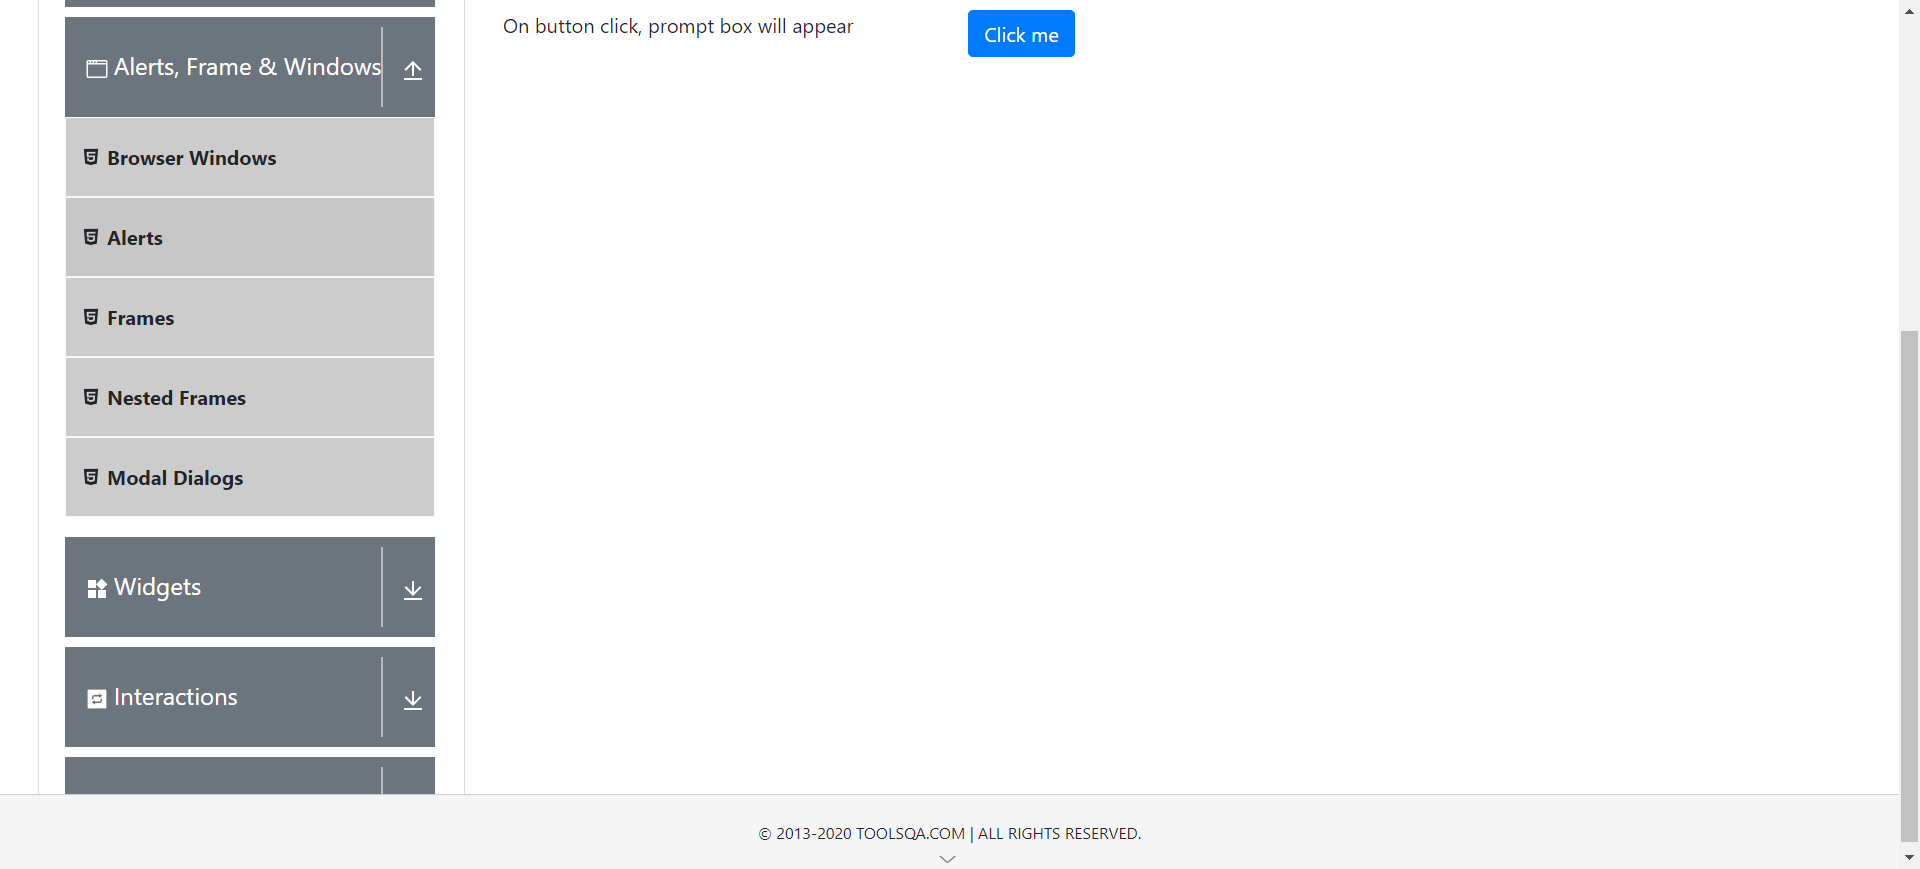 On button click, prompt box will appear
Click me
Alerts, Frame & Windows
Browser Windows
Alerts
Frames
Nested Frames
Modal Dialogs
Widgets
Interactions
© 2013-2020 TOOLSQA.COM | ALL RIGHTS RESERVED.